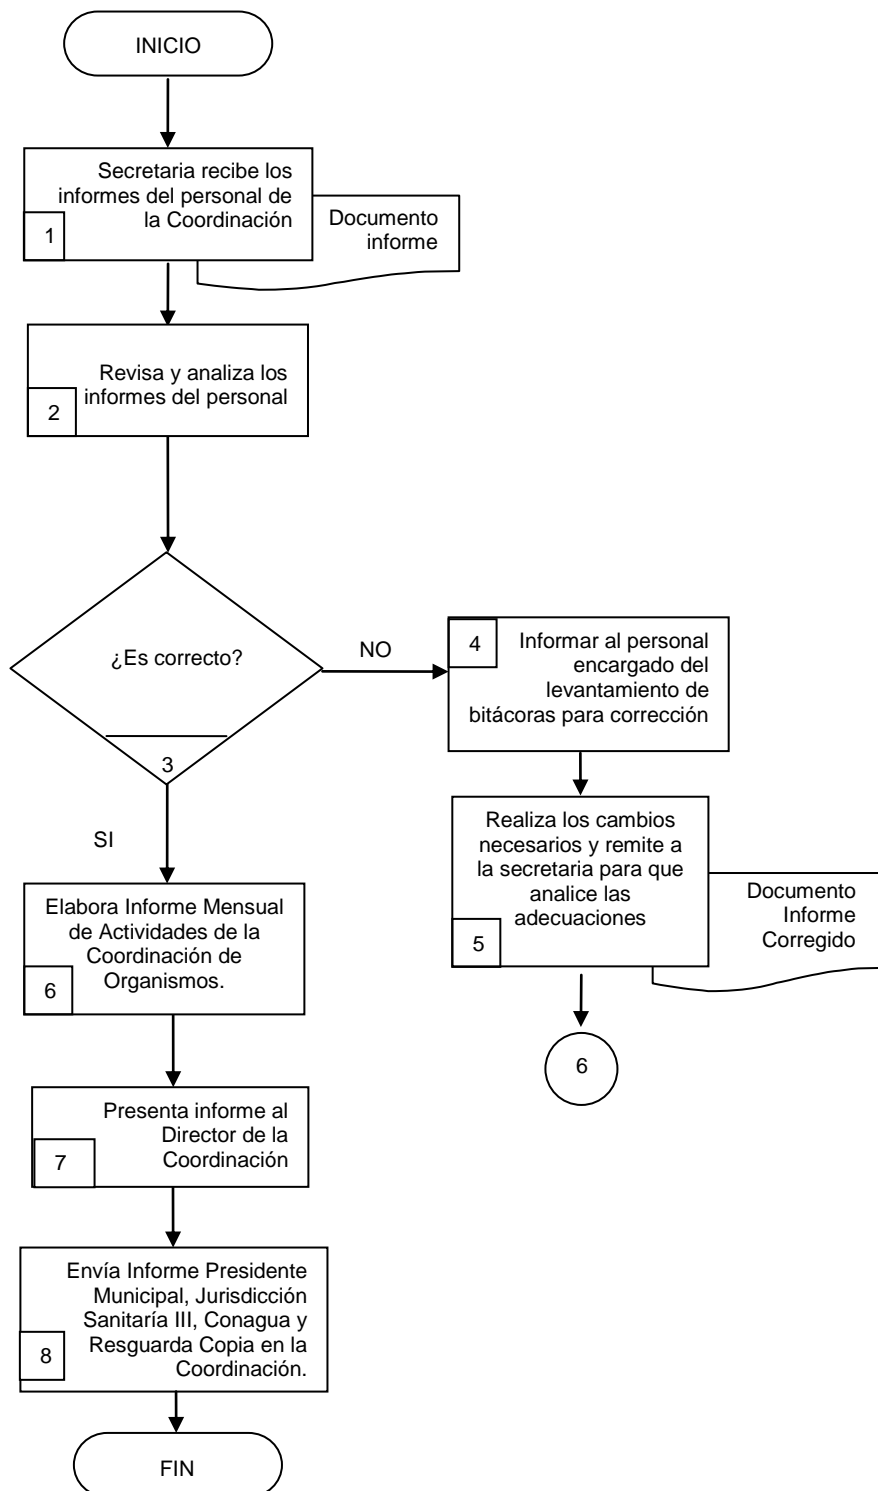 INICIO
Secretaria recibe los
informes del personal de
la Coordinación
1
Documento
informe
Revisa y analiza los
informes del personal
2
¿Es correcto?
3
NO
4
Informar al personal
encargado del
levantamiento de
bitácoras para corrección
Realiza los cambios
necesarios y remite a
la secretaria para que
analice las
adecuaciones
5
Documento
Informe
Corregido
6
SI
Elabora Informe Mensual
de Actividades de la
Coordinación de
Organismos.
6
Presenta informe al
Director de la
Coordinación
7
Envía Informe Presidente
Municipal, Jurisdicción
Sanitaría III, Conagua y
Resguarda Copia en la
Coordinación.
8
FIN